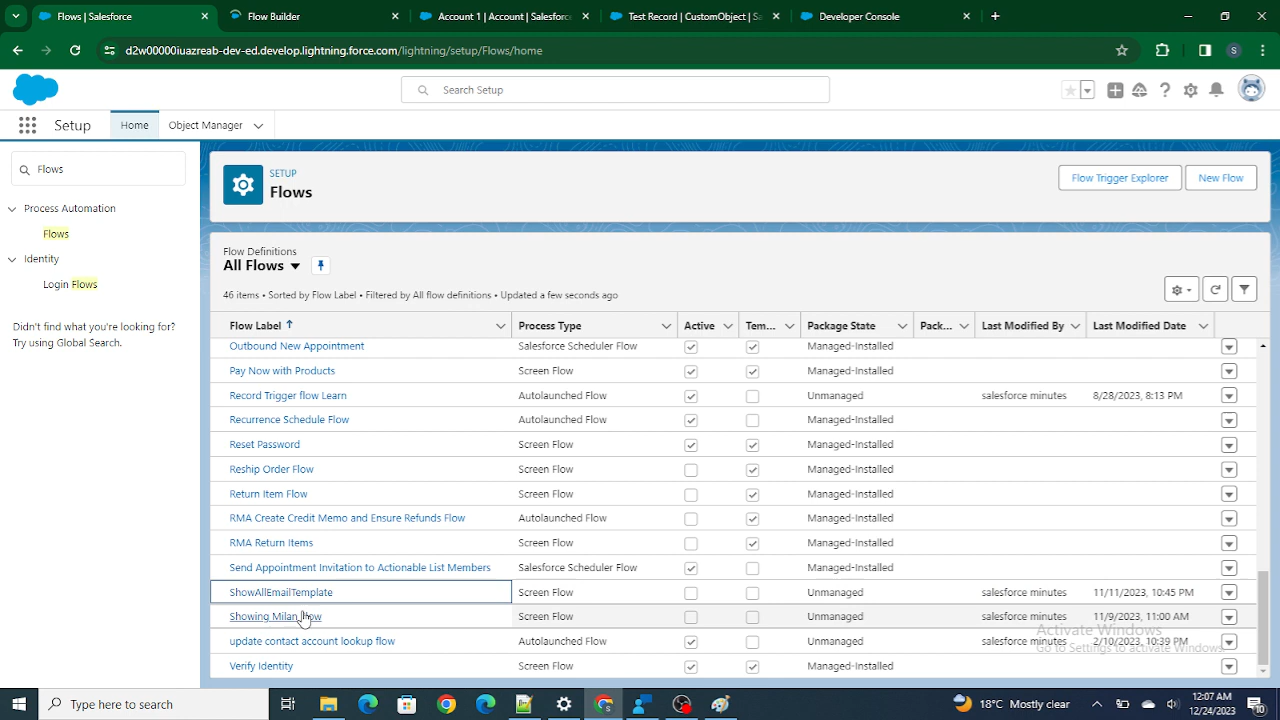 Flows | Salesforce
Flow Builder
Account 1 | Account | Salesforce
Test Record | CustomObject | Sa
Developer Console
d2w00000iuazreab-dev-ed.develop.lightning.force.com/lightning/setup/Flows/home
S
Search Setup
Setup
Home
Object Manager
Flows
Process Automation
Flows
Identity
Login Flows
Didn't find what you're looking for?
Try using Global Search.
SETUP
Flows
Flow Trigger Explorer
New Flow
Flow Definitions
All Flows
46 items • Sorted by Flow Label • Filtered by All flow definitions • Updated a few seconds ago
Flow Label Process Type Active Tem... Package State Pack... Last Modified By Last Modified Date
Outbound New Appointment Salesforce Scheduler Flow Managed-Installed
Pay Now with Products Screen Flow Managed-Installed
Record Trigger flow Learn Autolaunched Flow Unmanaged salesforce minutes 8/28/2023, 8:13 PM
Recurrence Schedule Flow Autolaunched Flow Managed-Installed
Reset Password Screen Flow Managed-Installed
Reship Order Flow Screen Flow Managed-Installed
Return Item Flow Screen Flow Managed-Installed
RMA Create Credit Memo and Ensure Refunds Flow Autolaunched Flow Managed-Installed
RMA Return Items Screen Flow Managed-Installed
Send Appointment Invitation to Actionable List Members Salesforce Scheduler Flow Managed-Installed
ShowAllEmailTemplate Screen Flow Unmanaged salesforce minutes 11/11/2023, 10:45 PM
Showing Milan Flow Screen Flow Unmanaged salesforce minutes 11/9/2023, 11:00 AM
update contact account lookup flow Autolaunched Flow Unmanaged salesforce minutes 2/10/2023, 10:39 PM
Verify Identity Screen Flow Managed-Installed
Activate Windows
Go to Settings to activate Windows.
Type here to search
18°C Mostly clear
12:07 AM
12/24/2023
10